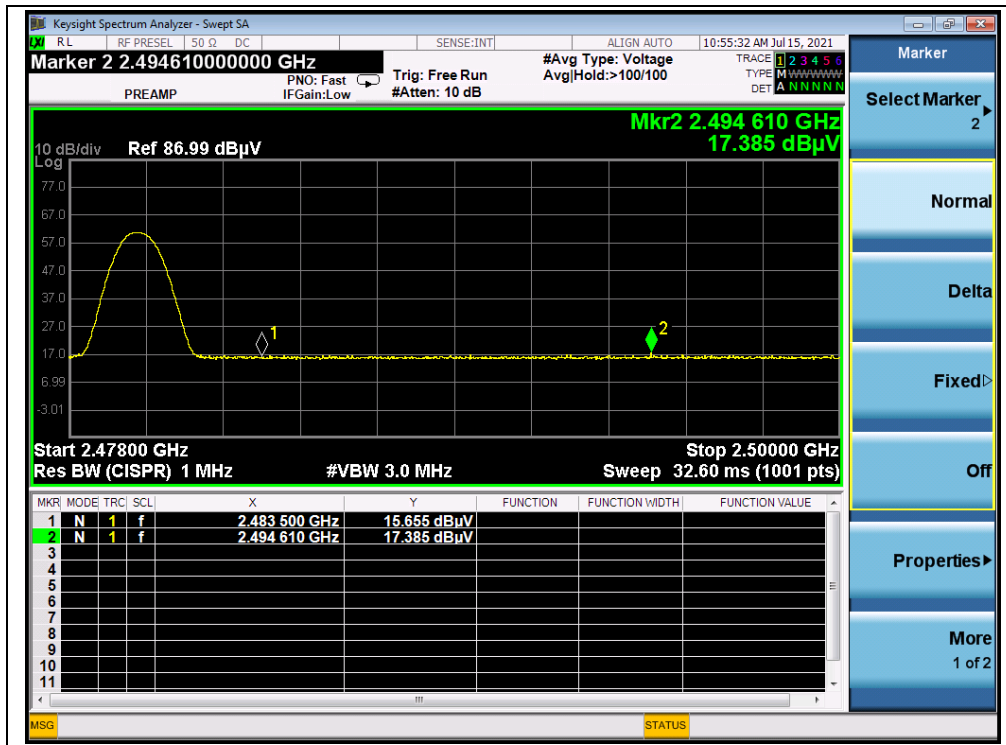 Keysight Spectrum Analyzer - Swept SA
LXI RL RF PRESEL 50 Ω DC SENSE:INT ALIGN AUTO 10:55:32 AM Jul 15, 2021
Marker 2 2.494610000000 GHz
PREAMP
PNO: Fast
IFGain:Low
Trig: Free Run
#Atten: 10 dB
#Avg Type: Voltage
Avg|Hold:>100/100
TRACE 1 2 3 4 5 6
TYPE M WWWWW
DET A N N N N N
Mkr2 2.494 610 GHz
17.385 dBµV
10 dB/div Ref 86.99 dBµV
Log
77.0
67.0
57.0
47.0
37.0
27.0
17.0
6.99
-3.01
1
2
Start 2.47800 GHz Stop 2.50000 GHz
Res BW (CISPR) 1 MHz #VBW 3.0 MHz Sweep 32.60 ms (1001 pts)
MKR MODE TRC SCL X Y FUNCTION FUNCTION WIDTH FUNCTION VALUE
1 N 1 f 2.483 500 GHz 15.655 dBµV
2 N 1 f 2.494 610 GHz 17.385 dBµV
3
4
5
6
7
8
9
10
11
MSG STATUS
Marker
Select Marker
2
Normal
Delta
Fixed
Off
Properties
More
1 of 2